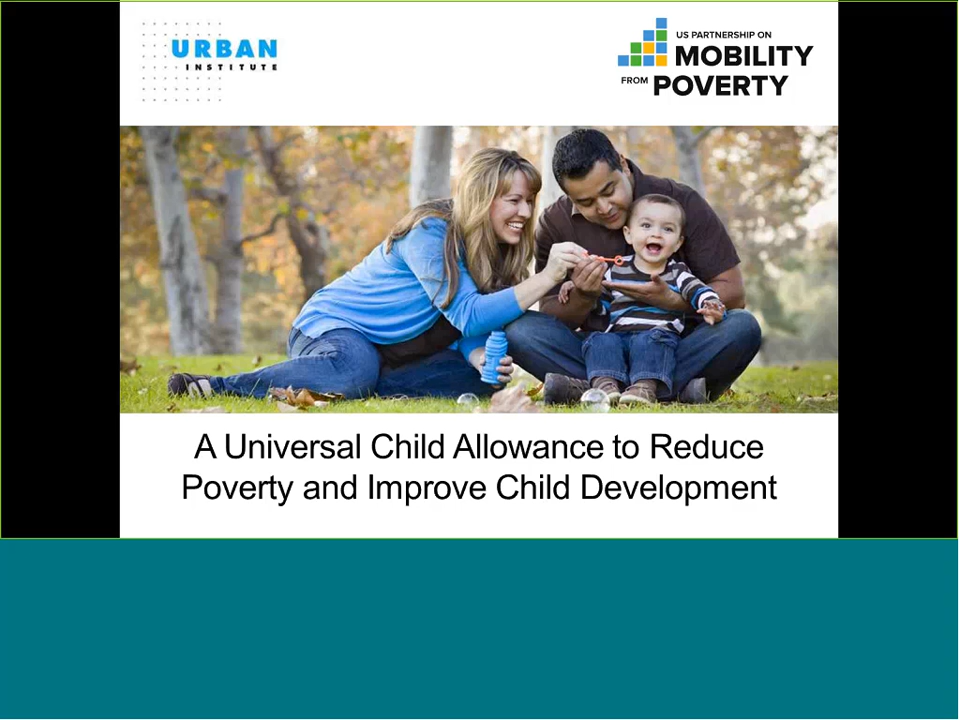 URBAN
INSTITUTE
US PARTNERSHIP ON
MOBILITY
FROM POVERTY
A Universal Child Allowance to Reduce
Poverty and Improve Child Development